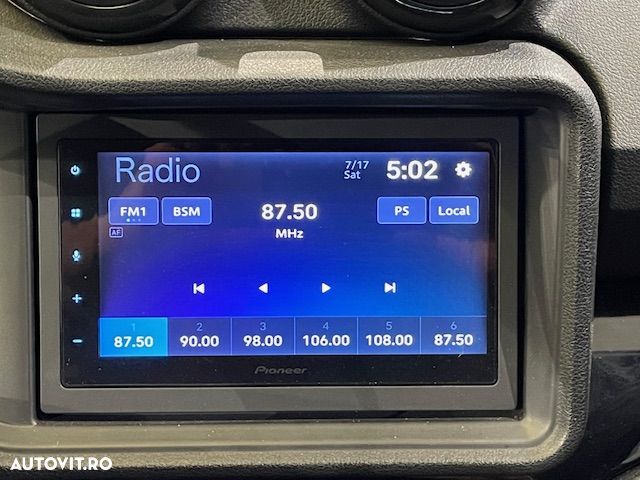 Radio
7/17
Sat
5:02
FM1
BSM
87.50
MHz
PS
Local
AF
1
87.50
2
90.00
3
98.00
4
106.00
5
108.00
6
87.50
Pioneer
AUTOVIT.RO